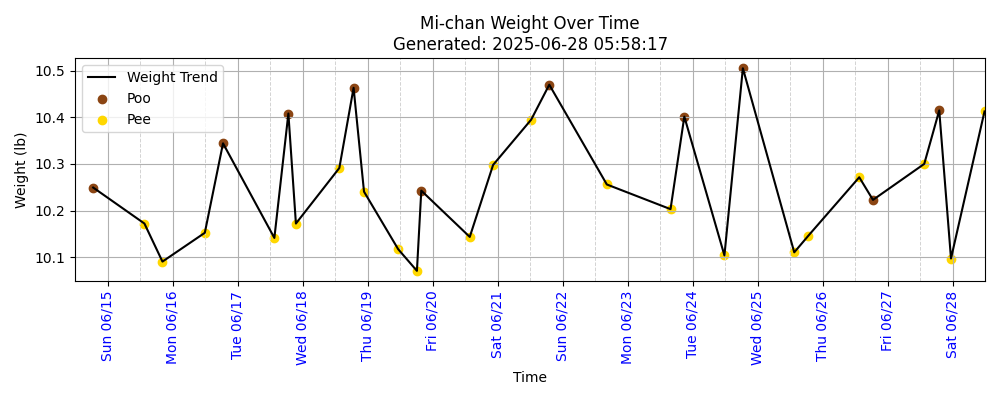 Mi-chan Weight Over Time
Generated: 2025-06-28 05:58:17
Weight Trend
Poo
Pee
Weight (lb)
10.5
10.4
10.3
10.2
10.1
Sun 06/15
Mon 06/16
Tue 06/17
Wed 06/18
Thu 06/19
Fri 06/20
Sat 06/21
Sun 06/22
Mon 06/23
Tue 06/24
Wed 06/25
Thu 06/26
Fri 06/27
Sat 06/28
Time